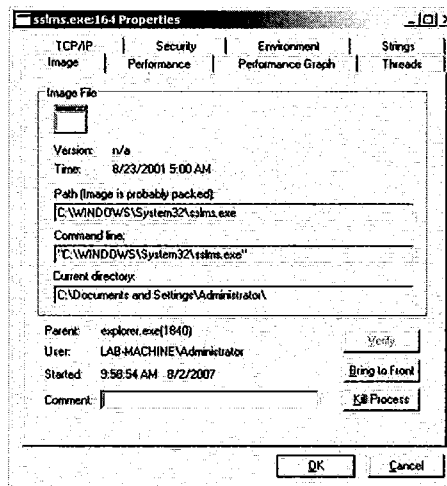 sslms.exe:164 Properties
TCP/IP Security Environment Strings
Image Performance Performance Graph Threads
Image File
Version: n/a
Time: 8/23/2001 5:00 AM
Path (Image is probably packed):
C:\WINDOWS\System32\sslms.exe
Command line:
"C:\WINDOWS\System32\sslms.exe"
Current directory:
C:\Documents and Settings\Administrator\
Parent: explorer.exe(1840)
User: LAB-MACHINE\Administrator
Verify
Started: 9:58:54 AM 8/2/2007
Bring to Front
Comment:
Kill Process
OK Cancel